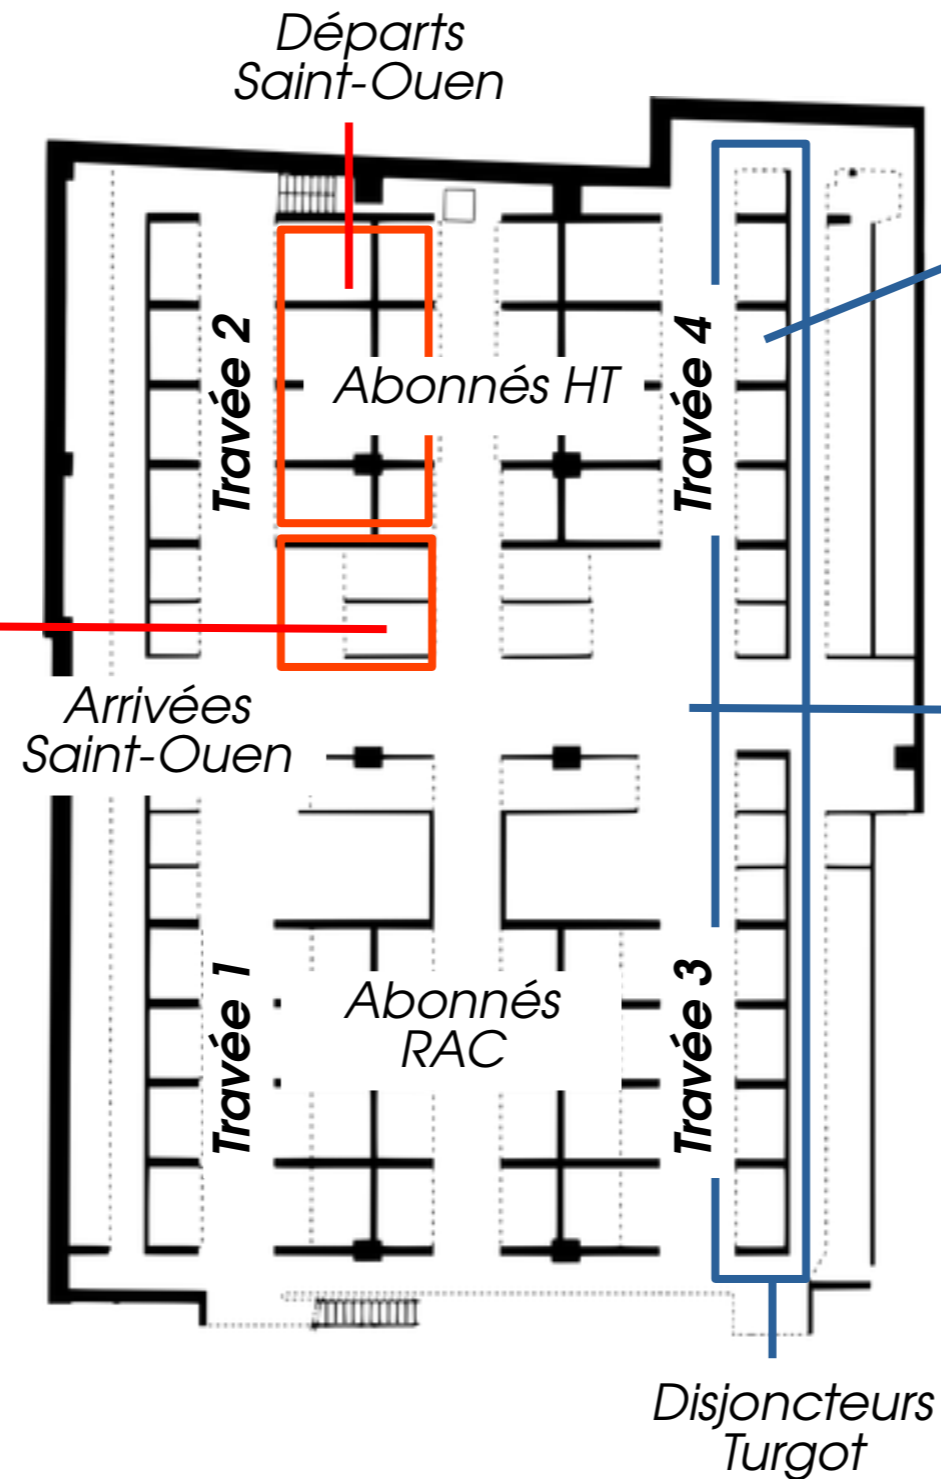 Départs
Saint-Ouen
Travée 2
Abonnés HT
Travée 4
Arrivées
Saint-Ouen
Travée 1
Abonnés
RAC
Travée 3
Disjoncteurs
Turgot